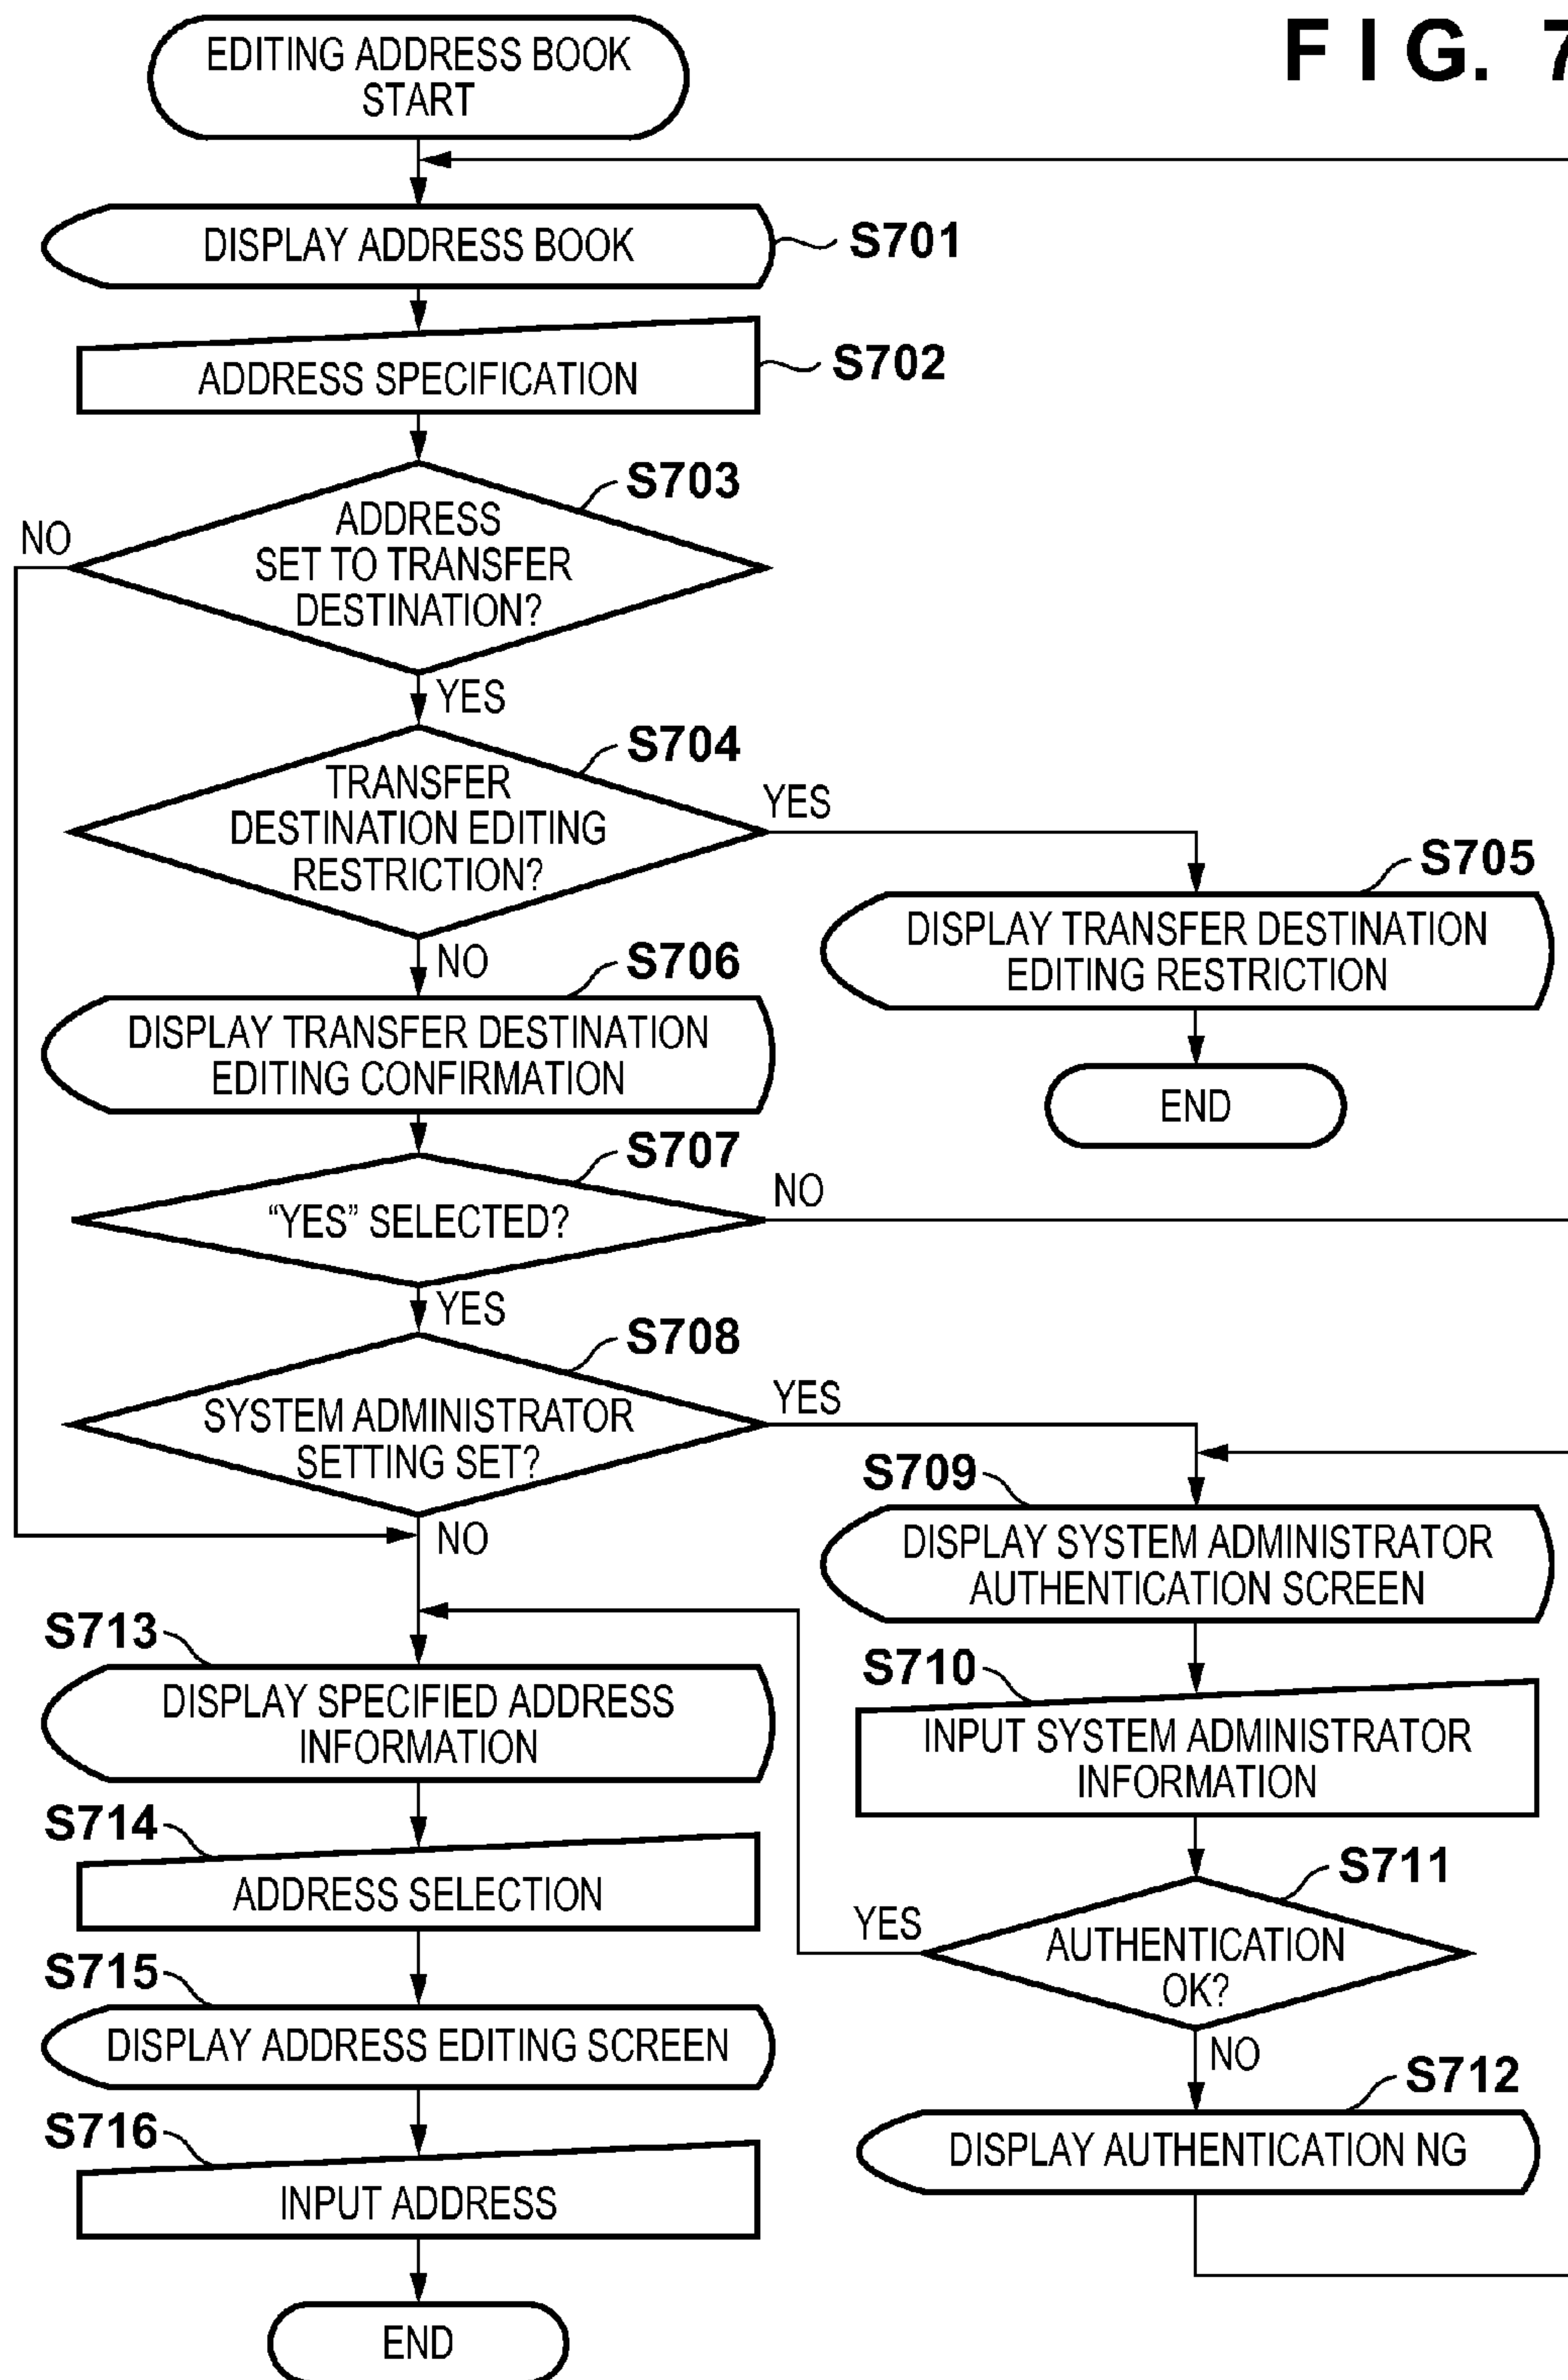 FIG. 7
EDITING ADDRESS BOOK
START
DISPLAY ADDRESS BOOK
S701
ADDRESS SPECIFICATION
S702
S703
ADDRESS
SET TO TRANSFER
DESTINATION?
NO
YES
S704
TRANSFER
DESTINATION EDITING
RESTRICTION?
YES
NO
S705
DISPLAY TRANSFER DESTINATION
EDITING RESTRICTION
END
S706
DISPLAY TRANSFER DESTINATION
EDITING CONFIRMATION
S707
“YES” SELECTED?
NO
YES
S708
SYSTEM ADMINISTRATOR
SETTING SET?
YES
NO
S709
DISPLAY SYSTEM ADMINISTRATOR
AUTHENTICATION SCREEN
S710
INPUT SYSTEM ADMINISTRATOR
INFORMATION
S711
AUTHENTICATION
OK?
YES
NO
S712
DISPLAY AUTHENTICATION NG
S713
DISPLAY SPECIFIED ADDRESS
INFORMATION
S714
ADDRESS SELECTION
S715
DISPLAY ADDRESS EDITING SCREEN
S716
INPUT ADDRESS
END